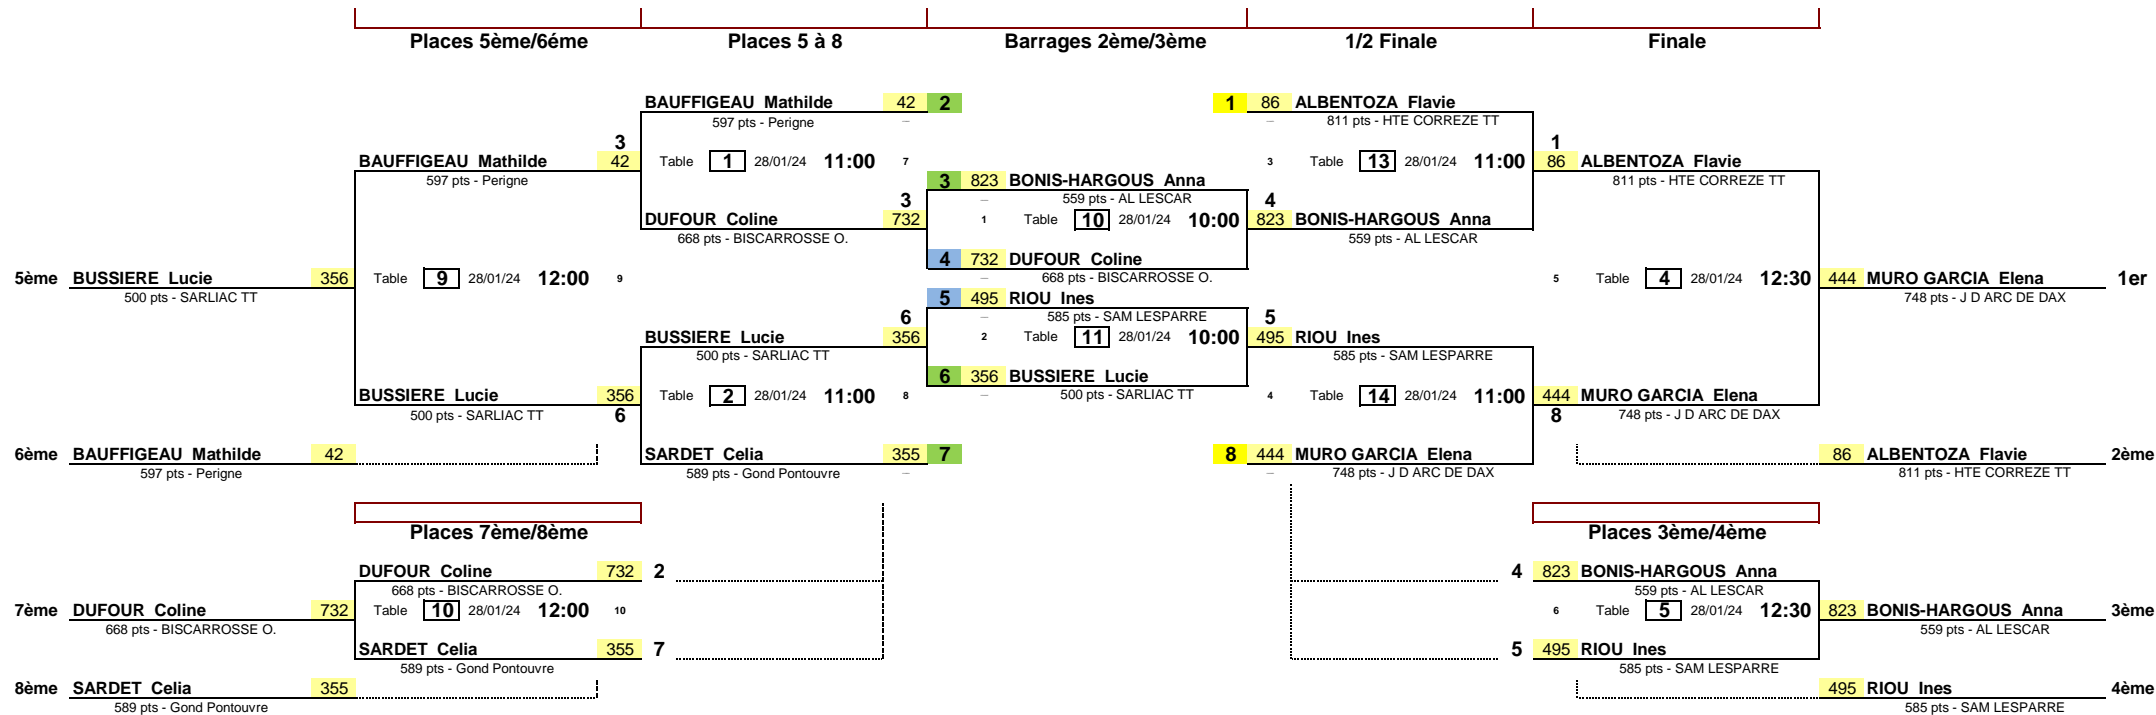 Places 5ème/6éme Places 5 à 8 Barrages 2ème/3ème 1/2 Finale Finale
BAUFFIGEAU Mathilde 42 2 1 86 ALBENTOZA Flavie
597 pts - Perigne – – 811 pts - HTE CORREZE TT
3 1
BAUFFIGEAU Mathilde 42 Table 1 28/01/24 11:00 7 3 Table 13 28/01/24 11:00 86 ALBENTOZA Flavie
597 pts - Perigne 3 823 BONIS-HARGOUS Anna 811 pts - HTE CORREZE TT
3 – 559 pts - AL LESCAR 4
DUFOUR Coline 732 1 Table 10 28/01/24 10:00 823 BONIS-HARGOUS Anna
668 pts - BISCARROSSE O. 559 pts - AL LESCAR
4 732 DUFOUR Coline
5ème BUSSIERE Lucie 356 Table 9 28/01/24 12:00 9 – 668 pts - BISCARROSSE O. 5 Table 4 28/01/24 12:30 444 MURO GARCIA Elena 1er
500 pts - SARLIAC TT 5 495 RIOU Ines 748 pts - J D ARC DE DAX
6 – 585 pts - SAM LESPARRE 5
BUSSIERE Lucie 356 2 Table 11 28/01/24 10:00 495 RIOU Ines
500 pts - SARLIAC TT 585 pts - SAM LESPARRE
6 356 BUSSIERE Lucie
BUSSIERE Lucie 356 Table 2 28/01/24 11:00 8 – 500 pts - SARLIAC TT 4 Table 14 28/01/24 11:00 444 MURO GARCIA Elena
500 pts - SARLIAC TT 6 8 748 pts - J D ARC DE DAX
6ème BAUFFIGEAU Mathilde 42 SARDET Celia 355 7 8 444 MURO GARCIA Elena 86 ALBENTOZA Flavie 2ème
597 pts - Perigne 589 pts - Gond Pontouvre – – 748 pts - J D ARC DE DAX 811 pts - HTE CORREZE TT
Places 7ème/8ème Places 3ème/4ème
DUFOUR Coline 732 2 4 823 BONIS-HARGOUS Anna
668 pts - BISCARROSSE O. 559 pts - AL LESCAR
7ème DUFOUR Coline 732 Table 10 28/01/24 12:00 10 6 Table 5 28/01/24 12:30 823 BONIS-HARGOUS Anna 3ème
668 pts - BISCARROSSE O. 559 pts - AL LESCAR
SARDET Celia 355 7 5 495 RIOU Ines
589 pts - Gond Pontouvre 585 pts - SAM LESPARRE
8ème SARDET Celia 355 495 RIOU Ines 4ème
589 pts - Gond Pontouvre 585 pts - SAM LESPARRE